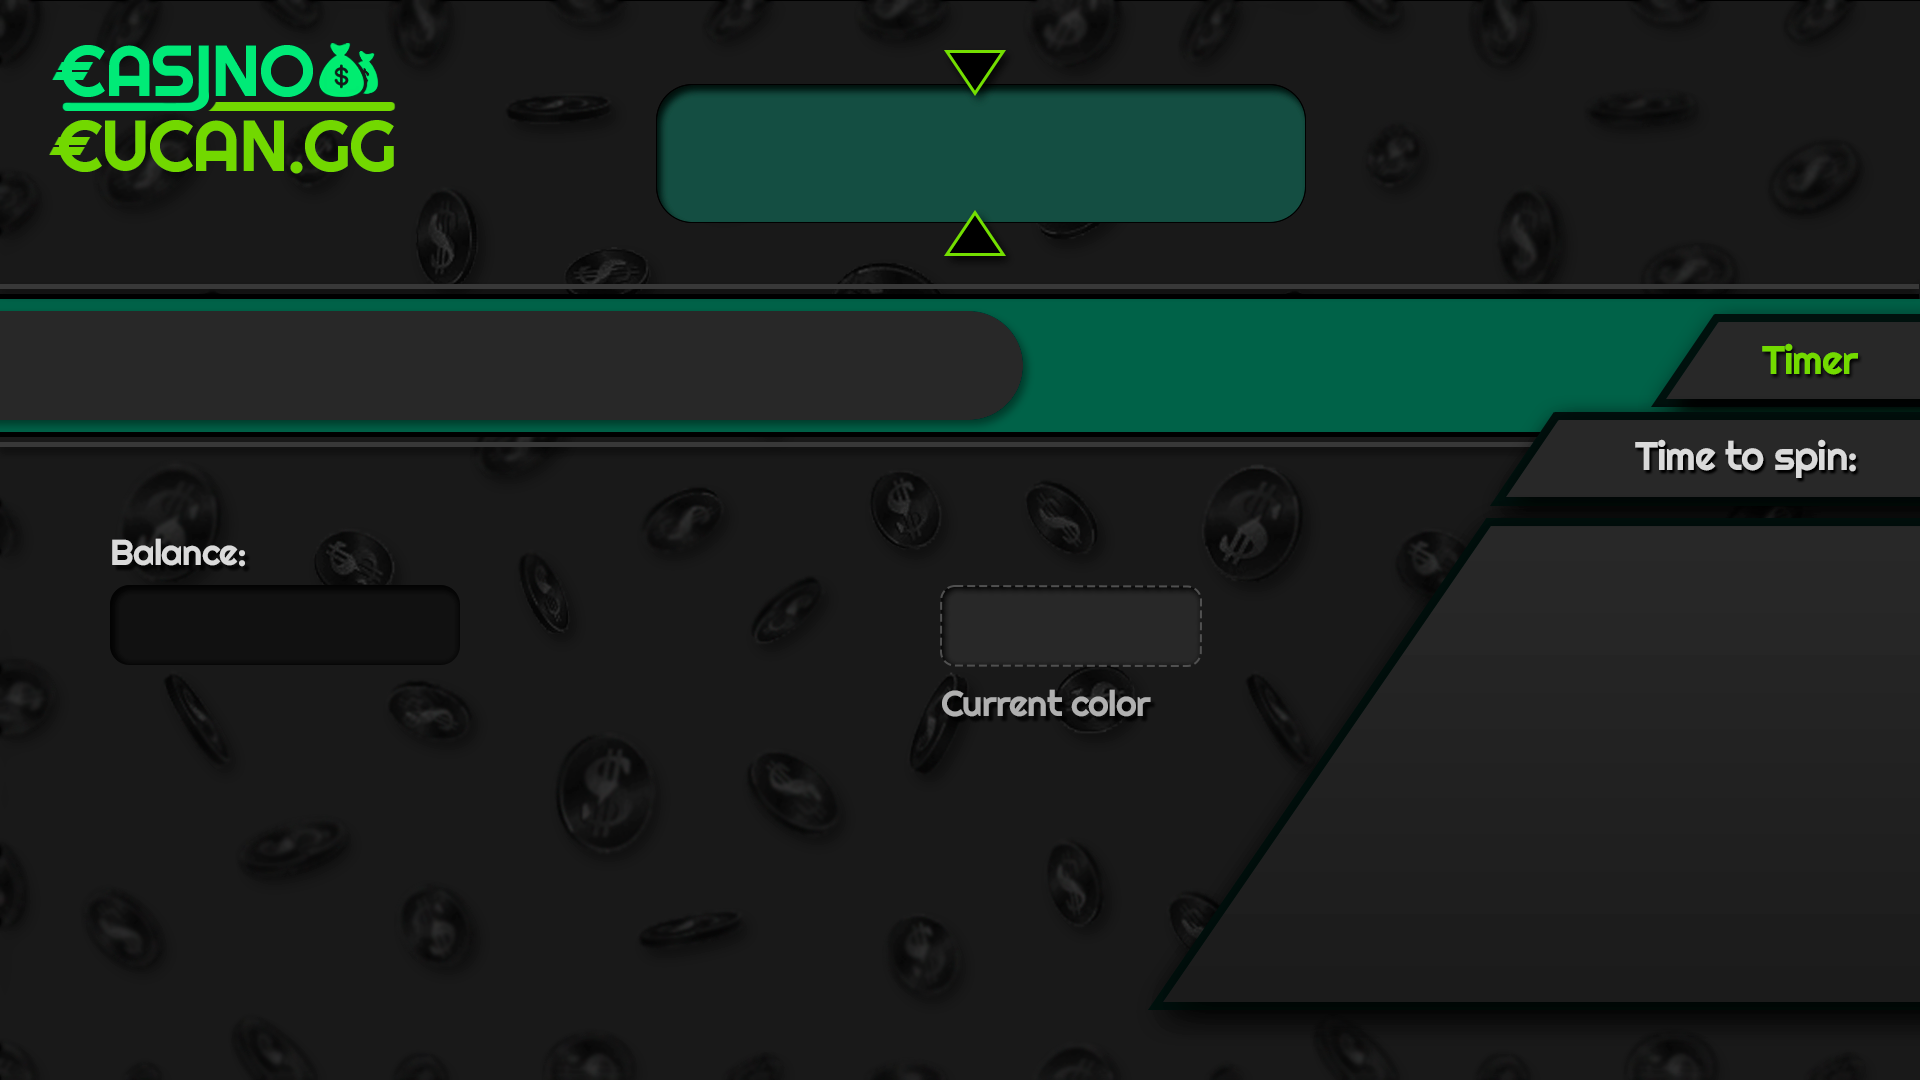 €ASINO
€UCAN.GG
Timer
Time to spin:
Balance:
Current color